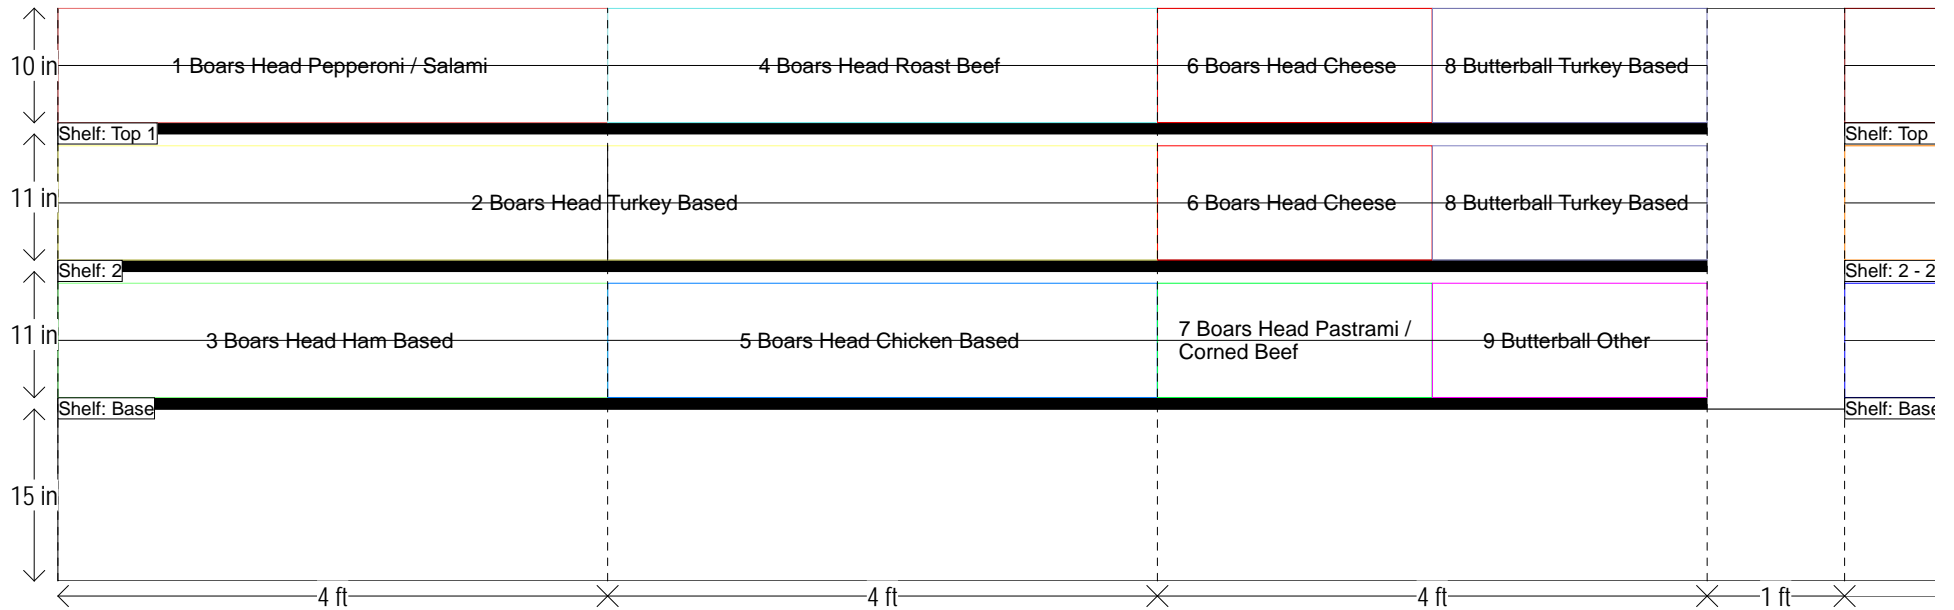 10 in
1 Boars Head Pepperoni / Salami
4 Boars Head Roast Beef
6 Boars Head Cheese
8 Butterball Turkey Based
Shelf: Top 1
Shelf: Top
11 in
2 Boars Head Turkey Based
6 Boars Head Cheese
8 Butterball Turkey Based
Shelf: 2
Shelf: 2 - 2
11 in
3 Boars Head Ham Based
5 Boars Head Chicken Based
7 Boars Head Pastrami /
Corned Beef
9 Butterball Other
Shelf: Base
Shelf: Base
15 in
4 ft
4 ft
4 ft
1 ft